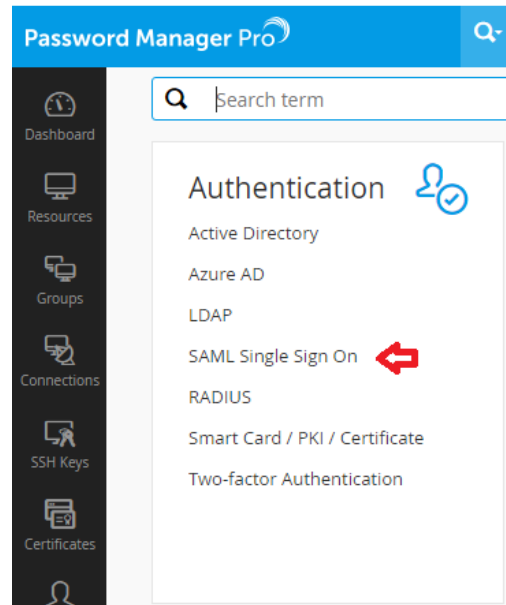 Password Manager Pro
Search term
Dashboard
Resources
Groups
Connections
SSH Keys
Certificates
Authentication
Active Directory
Azure AD
LDAP
SAML Single Sign On
RADIUS
Smart Card / PKI / Certificate
Two-factor Authentication